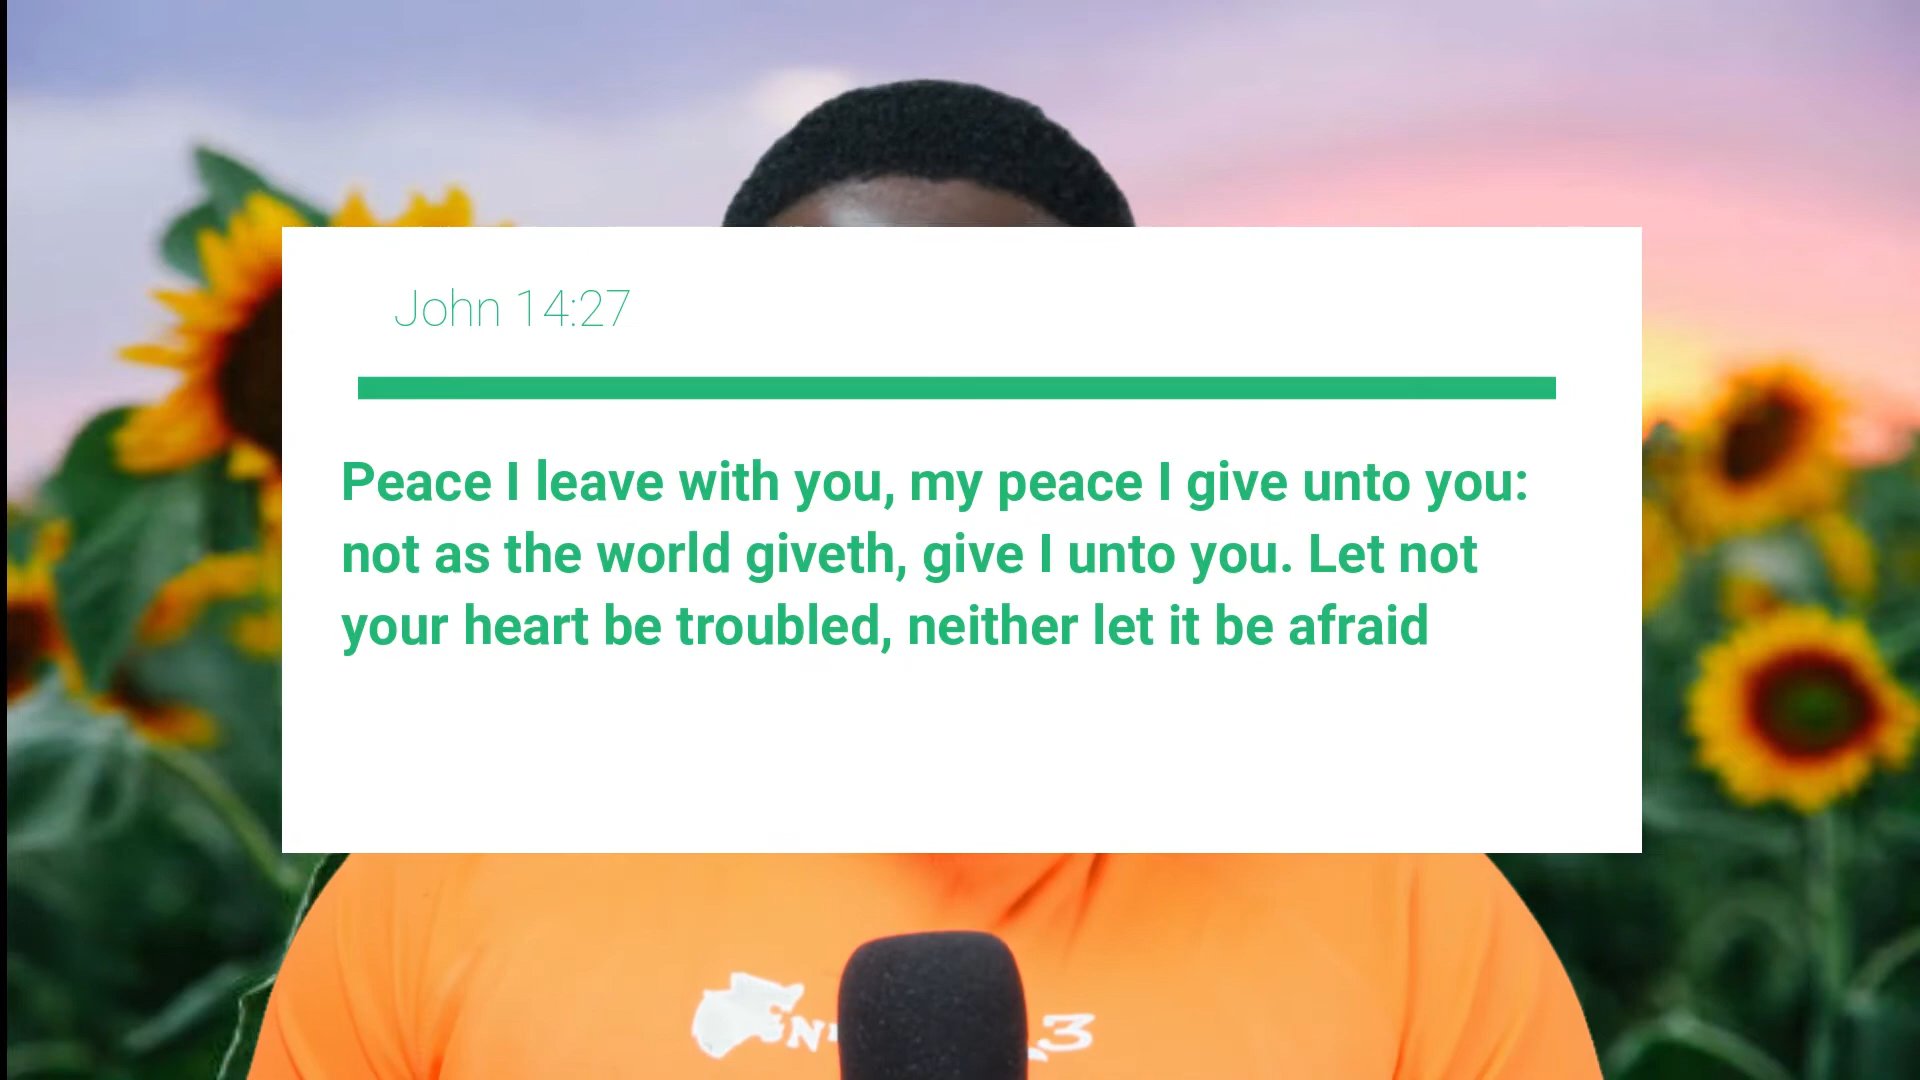 John 14:27
Peace I leave with you, my peace I give unto you:
not as the world giveth, give I unto you. Let not
your heart be troubled, neither let it be afraid